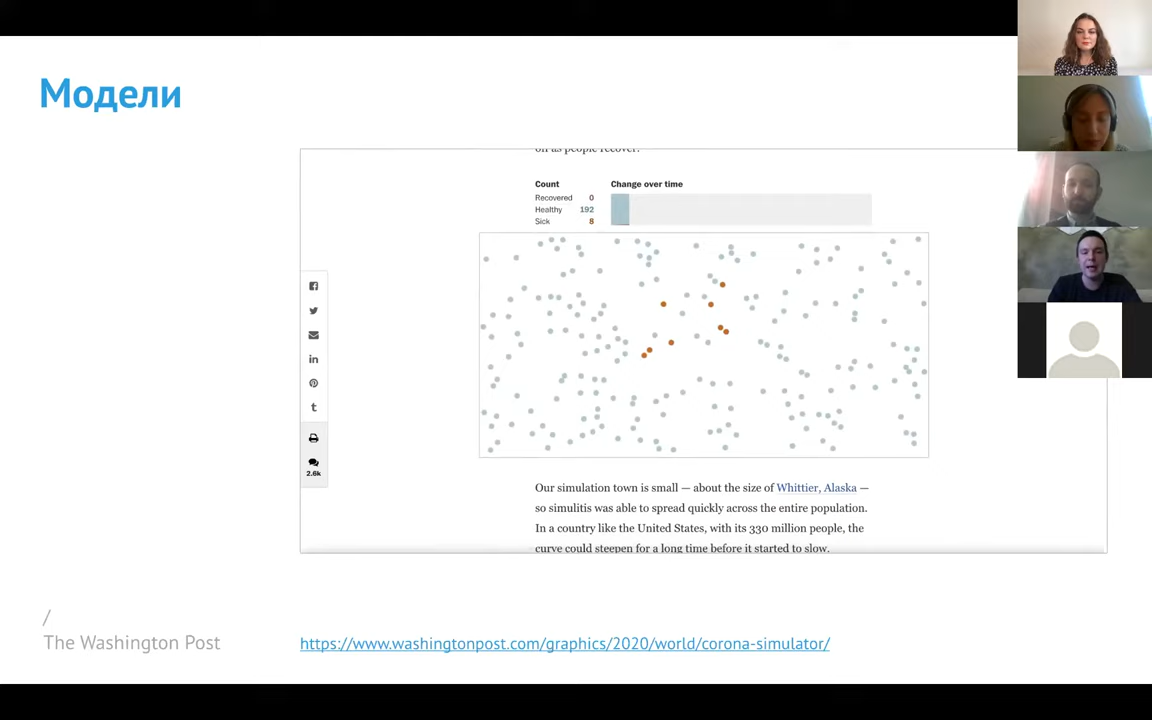 Модели
on as people recover.
Count
Change over time
Recovered 0
Healthy 192
Sick 8
2.6k
Our simulation town is small — about the size of Whittier, Alaska —
so simulitis was able to spread quickly across the entire population.
In a country like the United States, with its 330 million people, the
curve could steepen for a long time before it started to slow.
/
The Washington Post
https://www.washingtonpost.com/graphics/2020/world/corona-simulator/